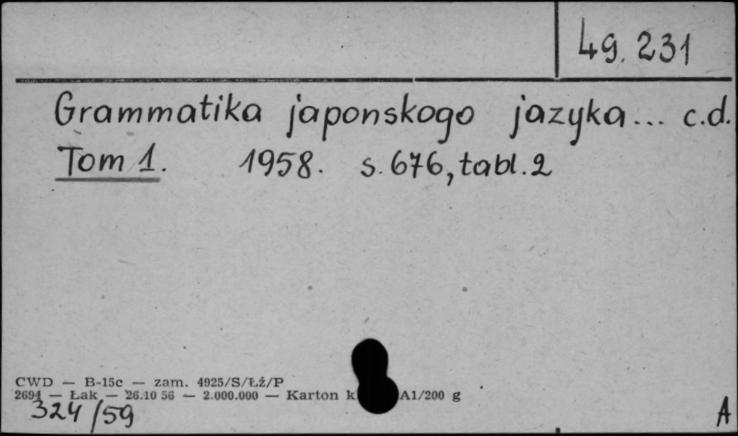 49.231
Grammatika japonskogo jazyka... c.d.
Tom 1. 1958. s.676, tabl.2
CWD — B-15c — zam. 4925/S/Łż/P
2694 — Łak — 26.10 56 — 2.000.000 — Karton A1/200 g
324/59
A